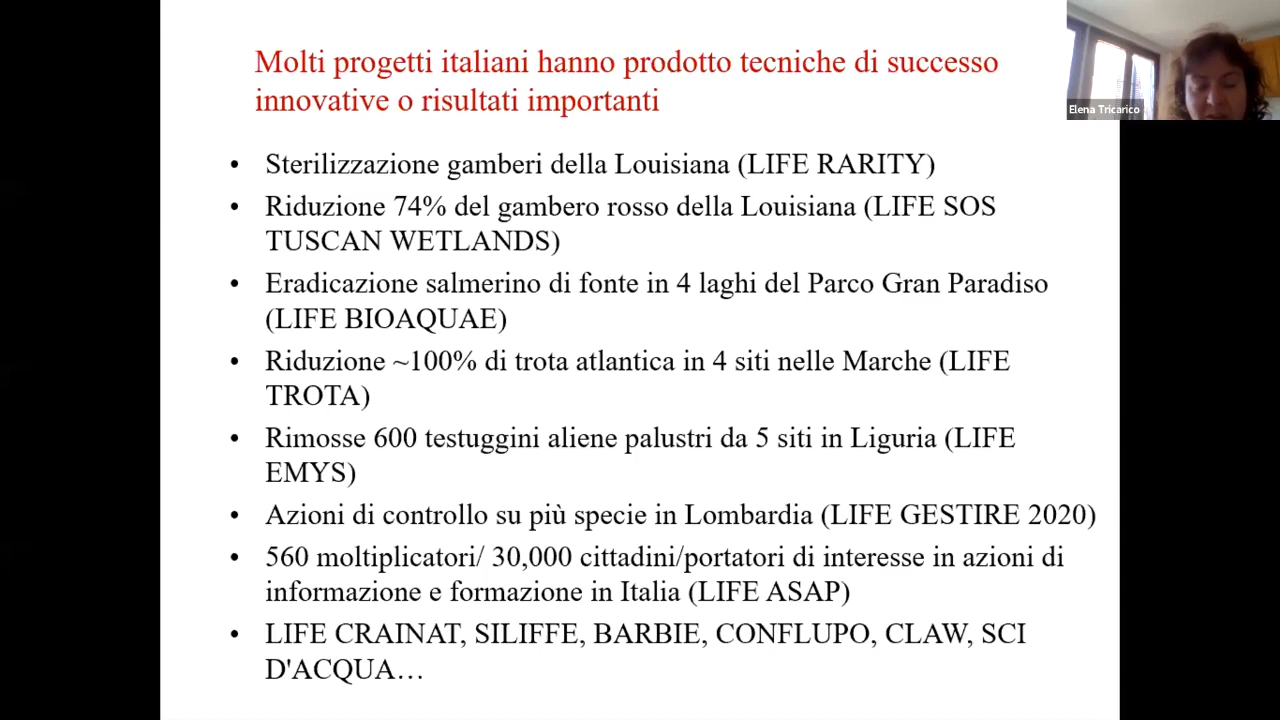 Molti progetti italiani hanno prodotto tecniche di successo
innovative o risultati importanti
Elena Tricarico
• Sterilizzazione gamberi della Louisiana (LIFE RARITY)
• Riduzione 74% del gambero rosso della Louisiana (LIFE SOS
TUSCAN WETLANDS)
• Eradicazione salmerino di fonte in 4 laghi del Parco Gran Paradiso
(LIFE BIOAQUAE)
• Riduzione ~100% di trota atlantica in 4 siti nelle Marche (LIFE
TROTA)
• Rimosse 600 testuggini aliene palustri da 5 siti in Liguria (LIFE
EMYS)
• Azioni di controllo su più specie in Lombardia (LIFE GESTIRE 2020)
• 560 moltiplicatori/ 30,000 cittadini/portatori di interesse in azioni di
informazione e formazione in Italia (LIFE ASAP)
• LIFE CRAINAT, SILIFFE, BARBIE, CONFLUPO, CLAW, SCI
D'ACQUA…